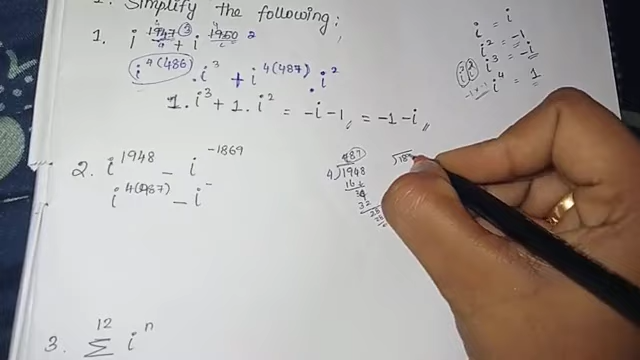 1. Simplify the following:
1. i^1947 + i^1950
i^4(486) . i^3 + i^4(487) . i^2
1. i^3 + 1. i^2 = -i - 1, = -1 - i,,
i = i
i^2 = -1
i^3 = -i
i^4 = 1
2. i^1948 - i^-1869
i^4(487) - i^-
487
4)1948
16
34
32
28
28
3. 12 Σ i^n